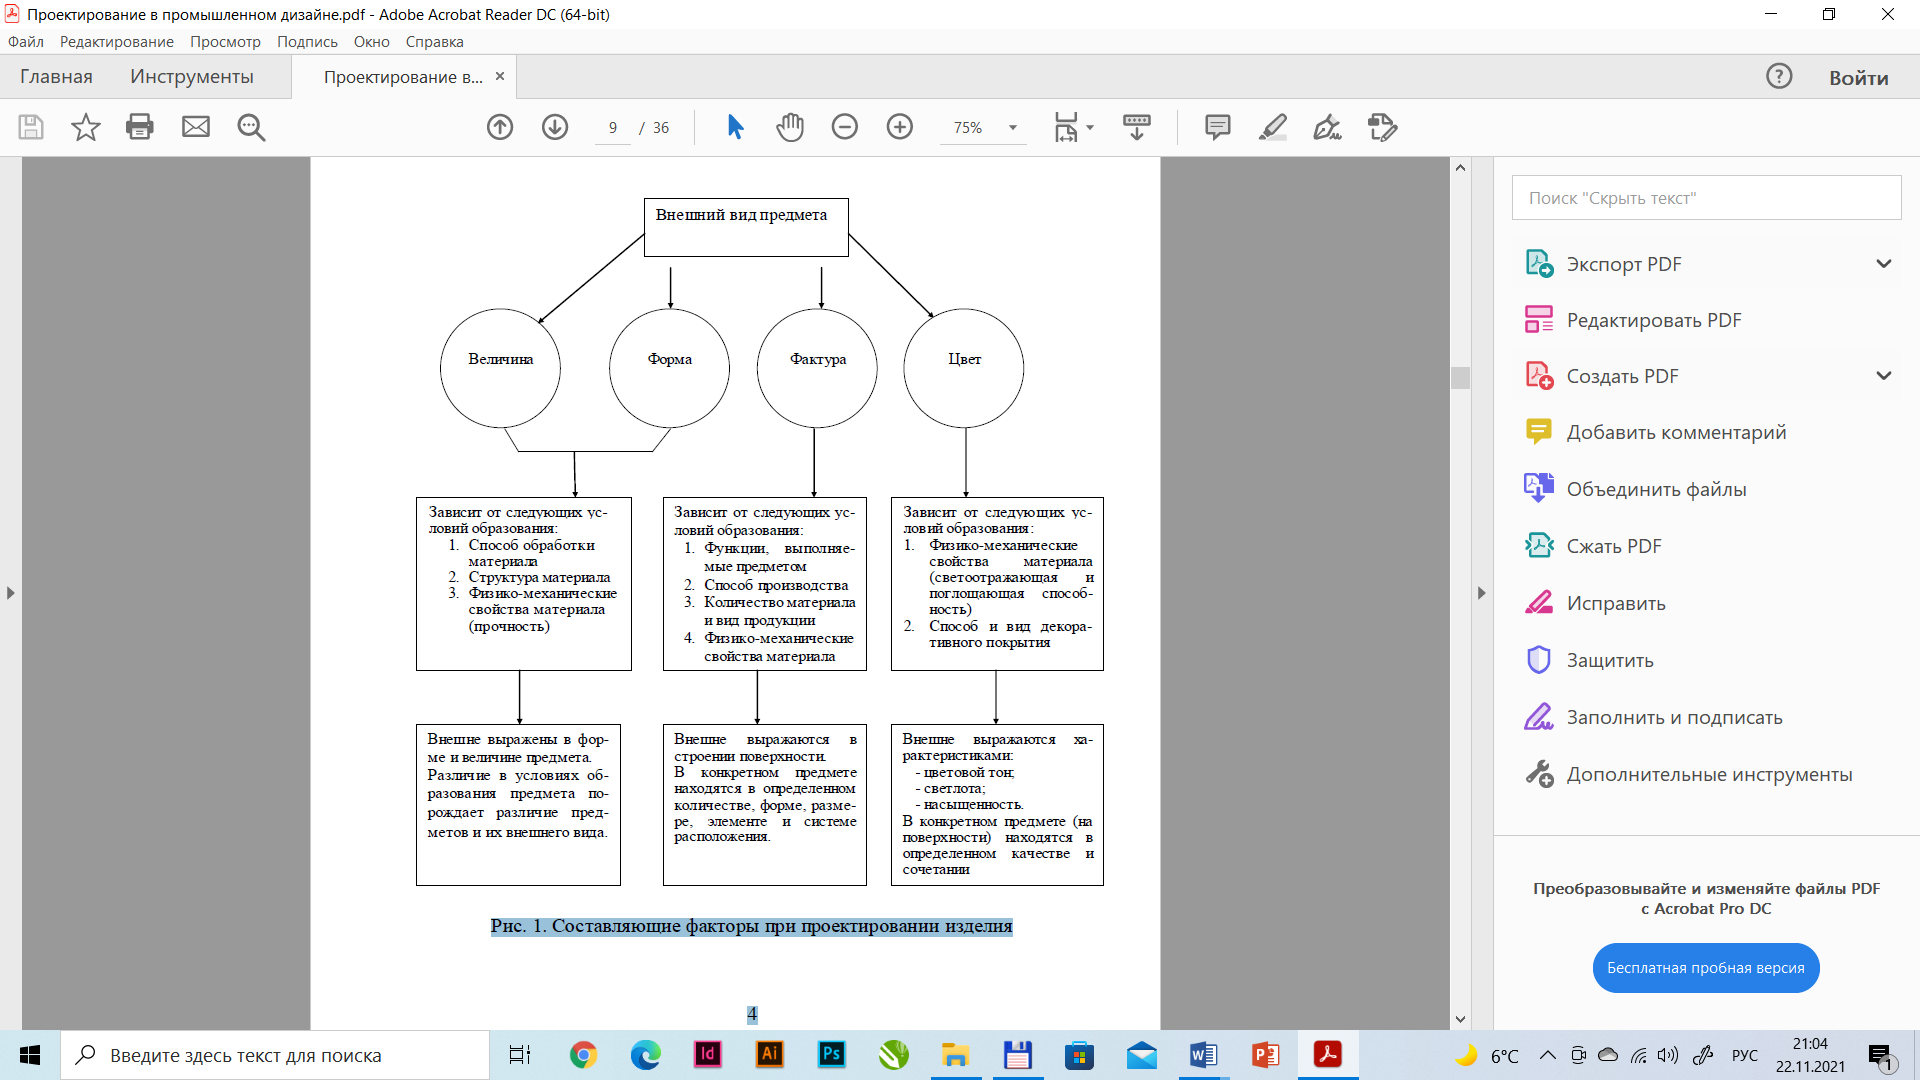 Проектирование в промышленном дизайне.pdf - Adobe Acrobat Reader DC (64-bit)
Файл Редактирование Просмотр Подпись Окно Справка
Главная Инструменты Проектирование в... × ? Войти
9 / 36 75%
Внешний вид предмета
Величина
Форма
Фактура
Цвет
Зависит от следующих ус-
ловий образования:
1. Способ обработки
материала
2. Структура материала
3. Физико-механические
свойства материала
(прочность)
Зависит от следующих ус-
ловий образования:
1. Функции, выполняе-
мые предметом
2. Способ производства
3. Количество материала
и вид продукции
4. Физико-механические
свойства материала
Зависит от следующих ус-
ловий образования:
1. Физико-механические
свойства материала
(светоотражающая и
поглощающая способ-
ность)
2. Способ и вид декора-
тивного покрытия
Внешне выражены в фор-
ме и величине предмета.
Различие в условиях об-
разования предмета по-
рождает различие пред-
метов и их внешнего вида.
Внешне выражаются в
строении поверхности.
В конкретном предмете
находятся в определенном
количестве, форме, разме-
ре, элементе и системе
расположения.
Внешне выражаются ха-
рактеристиками:
- цветовой тон;
- светлота;
- насыщенность.
В конкретном предмете (на
поверхности) находятся в
определенном качестве и
сочетании
Рис. 1. Составляющие факторы при проектировании изделия
4
Поиск "Скрыть текст"
Экспорт PDF
Редактировать PDF
Создать PDF
Добавить комментарий
Объединить файлы
Сжать PDF
Исправить
Защитить
Заполнить и подписать
Дополнительные инструменты
Преобразовывайте и изменяйте файлы PDF
с Acrobat Pro DC
Бесплатная пробная версия
Введите здесь текст для поиска
Id Ai Ps
6°C
РУС
21:04
22.11.2021
1